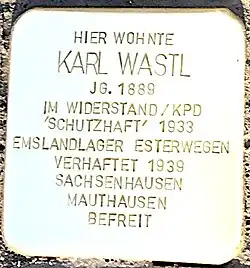 HIER WOHNTE
KARL WASTL
JG. 1889
IM WIDERSTAND / KPD
'SCHUTZHAFT' 1933
EMSLANDLAGER ESTERWEGEN
VERHAFTET 1939
SACHSENHAUSEN
MAUTHAUSEN
BEFREIT